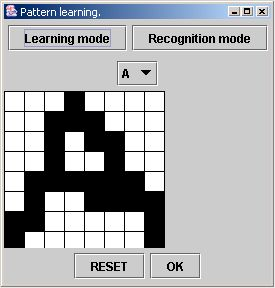 Pattern learning.
Learning mode Recognition mode
A
RESET OK